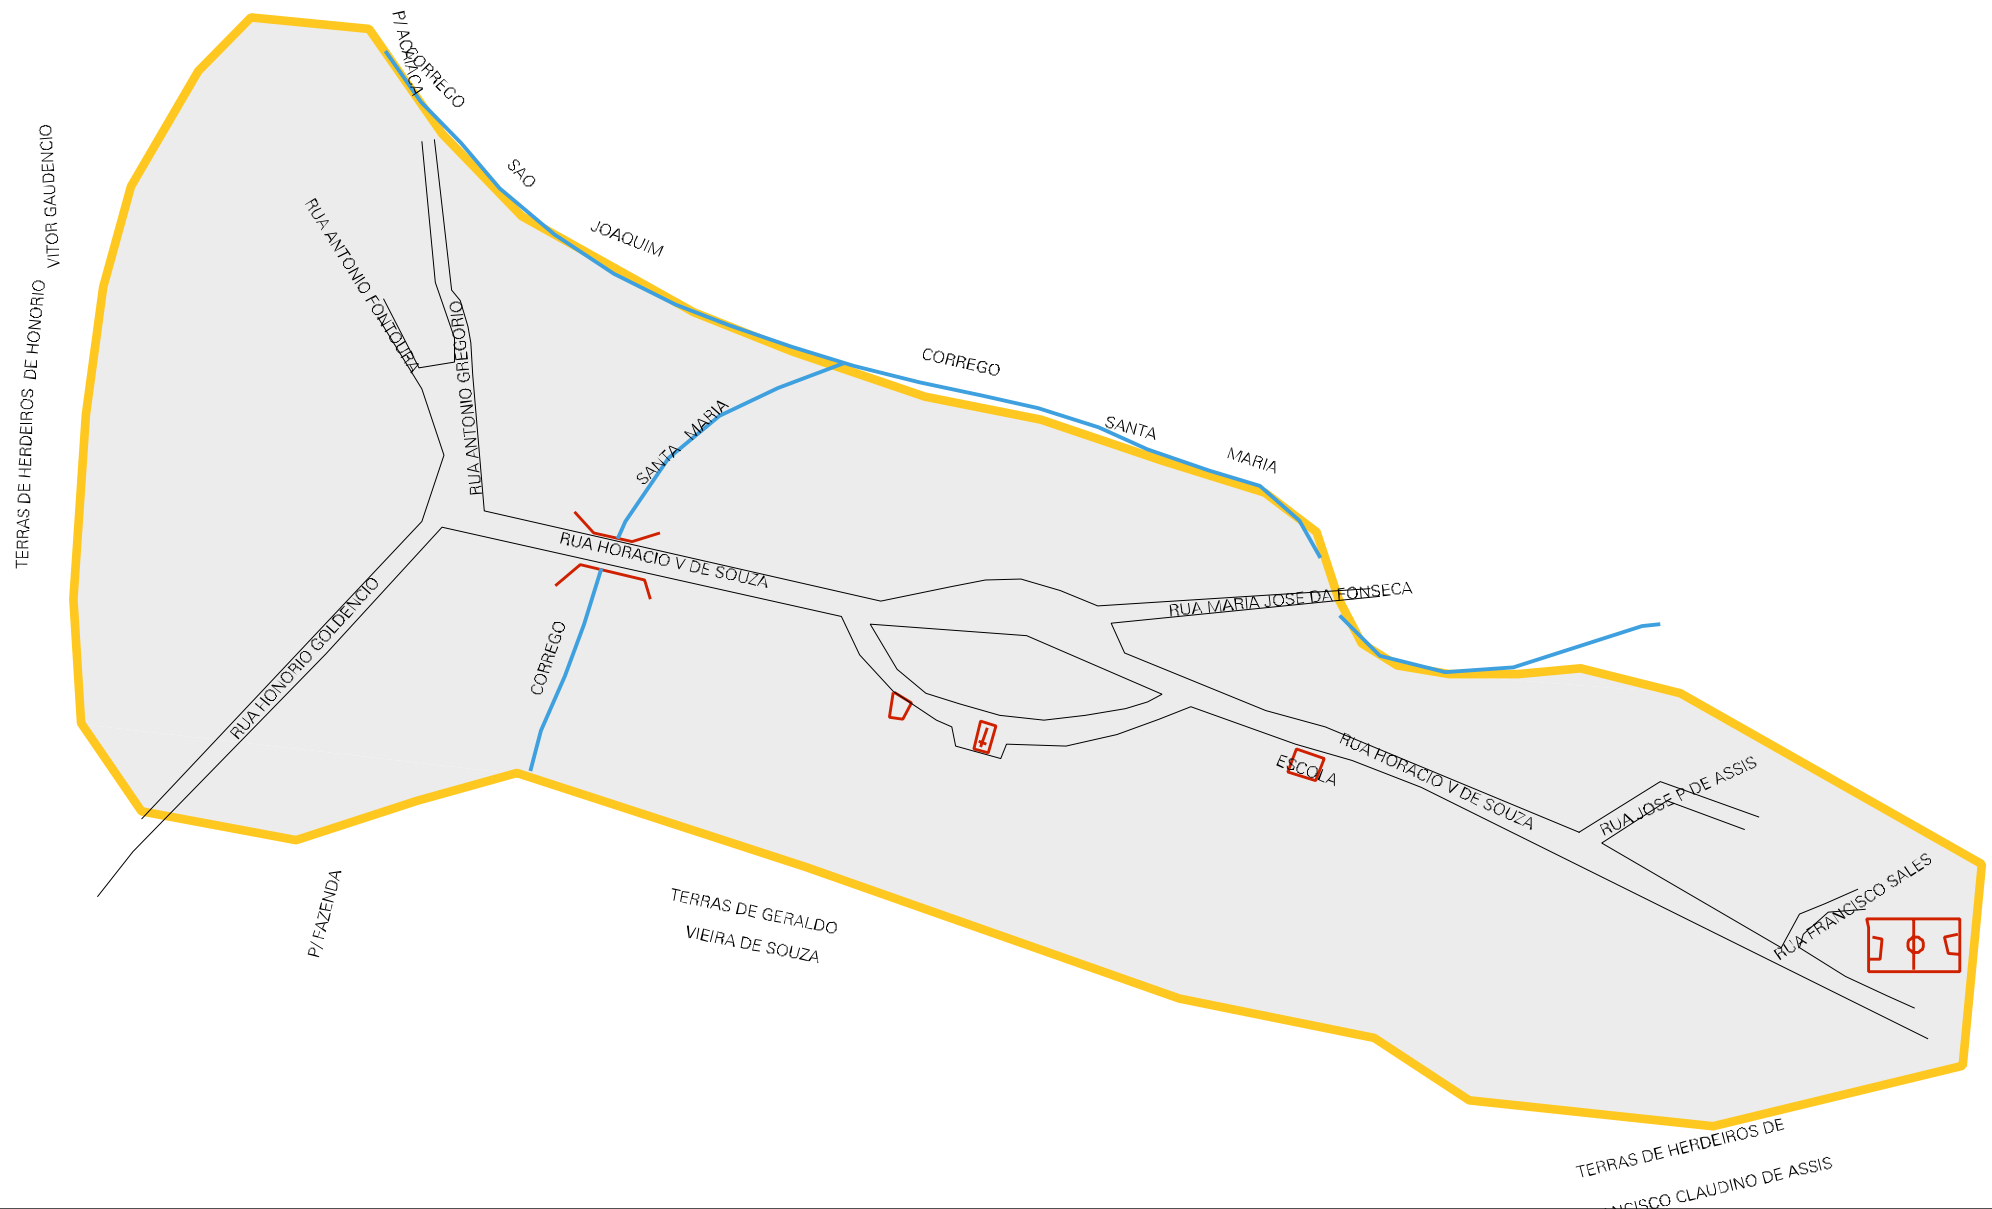 P/ ACAIACA
CORREGO
SAO
JOAQUIM
TERRAS DE HERDEIROS DE HONORIO
VITOR GAUDENCIO
RUA ANTONIO FONTOURA
RUA ANTONIO GREGORIO
CORREGO
SANTA
MARIA
SANTA MARIA
RUA HORACIO V DE SOUZA
RUA MARIA JOSE DA FONSECA
RUA HONORIO GOLDENCIO
CORREGO
ESCOLA
RUA HORACIO V DE SOUZA
RUA JOSE P DE ASSIS
RUA FRANCISCO SALES
P/ FAZENDA
TERRAS DE GERALDO
VIEIRA DE SOUZA
TERRAS DE HERDEIROS DE
CLAUDINO DE ASSIS